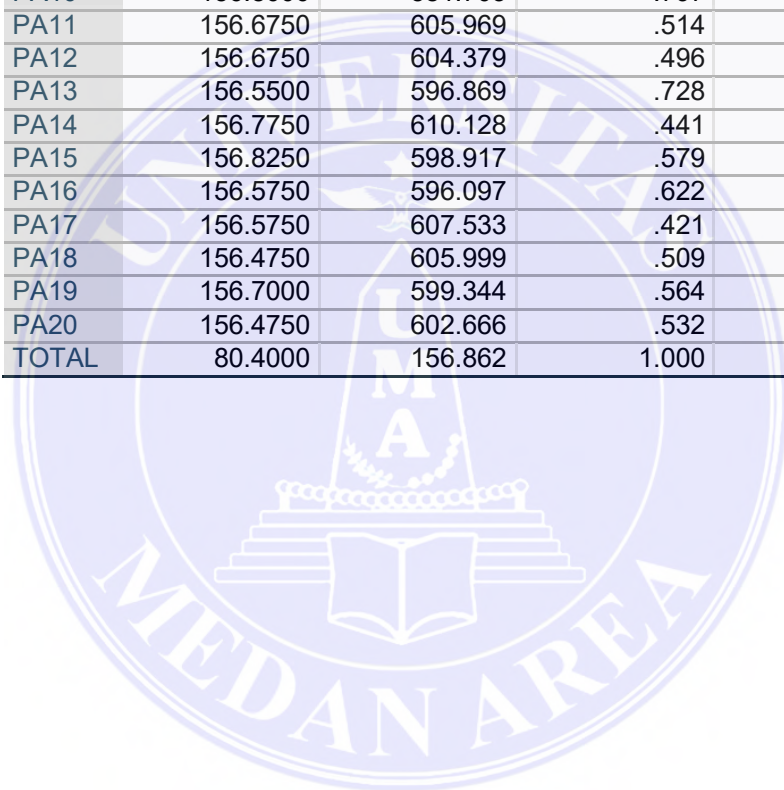 PA11 156.6750 605.969 .514
PA12 156.6750 604.379 .496
PA13 156.5500 596.869 .728
PA14 156.7750 610.128 .441
PA15 156.8250 598.917 .579
PA16 156.5750 596.097 .622
PA17 156.5750 607.533 .421
PA18 156.4750 605.999 .509
PA19 156.7000 599.344 .564
PA20 156.4750 602.666 .532
TOTAL 80.4000 156.862 1.000
UNIVERSITAS
UMA
MEDAN AREA